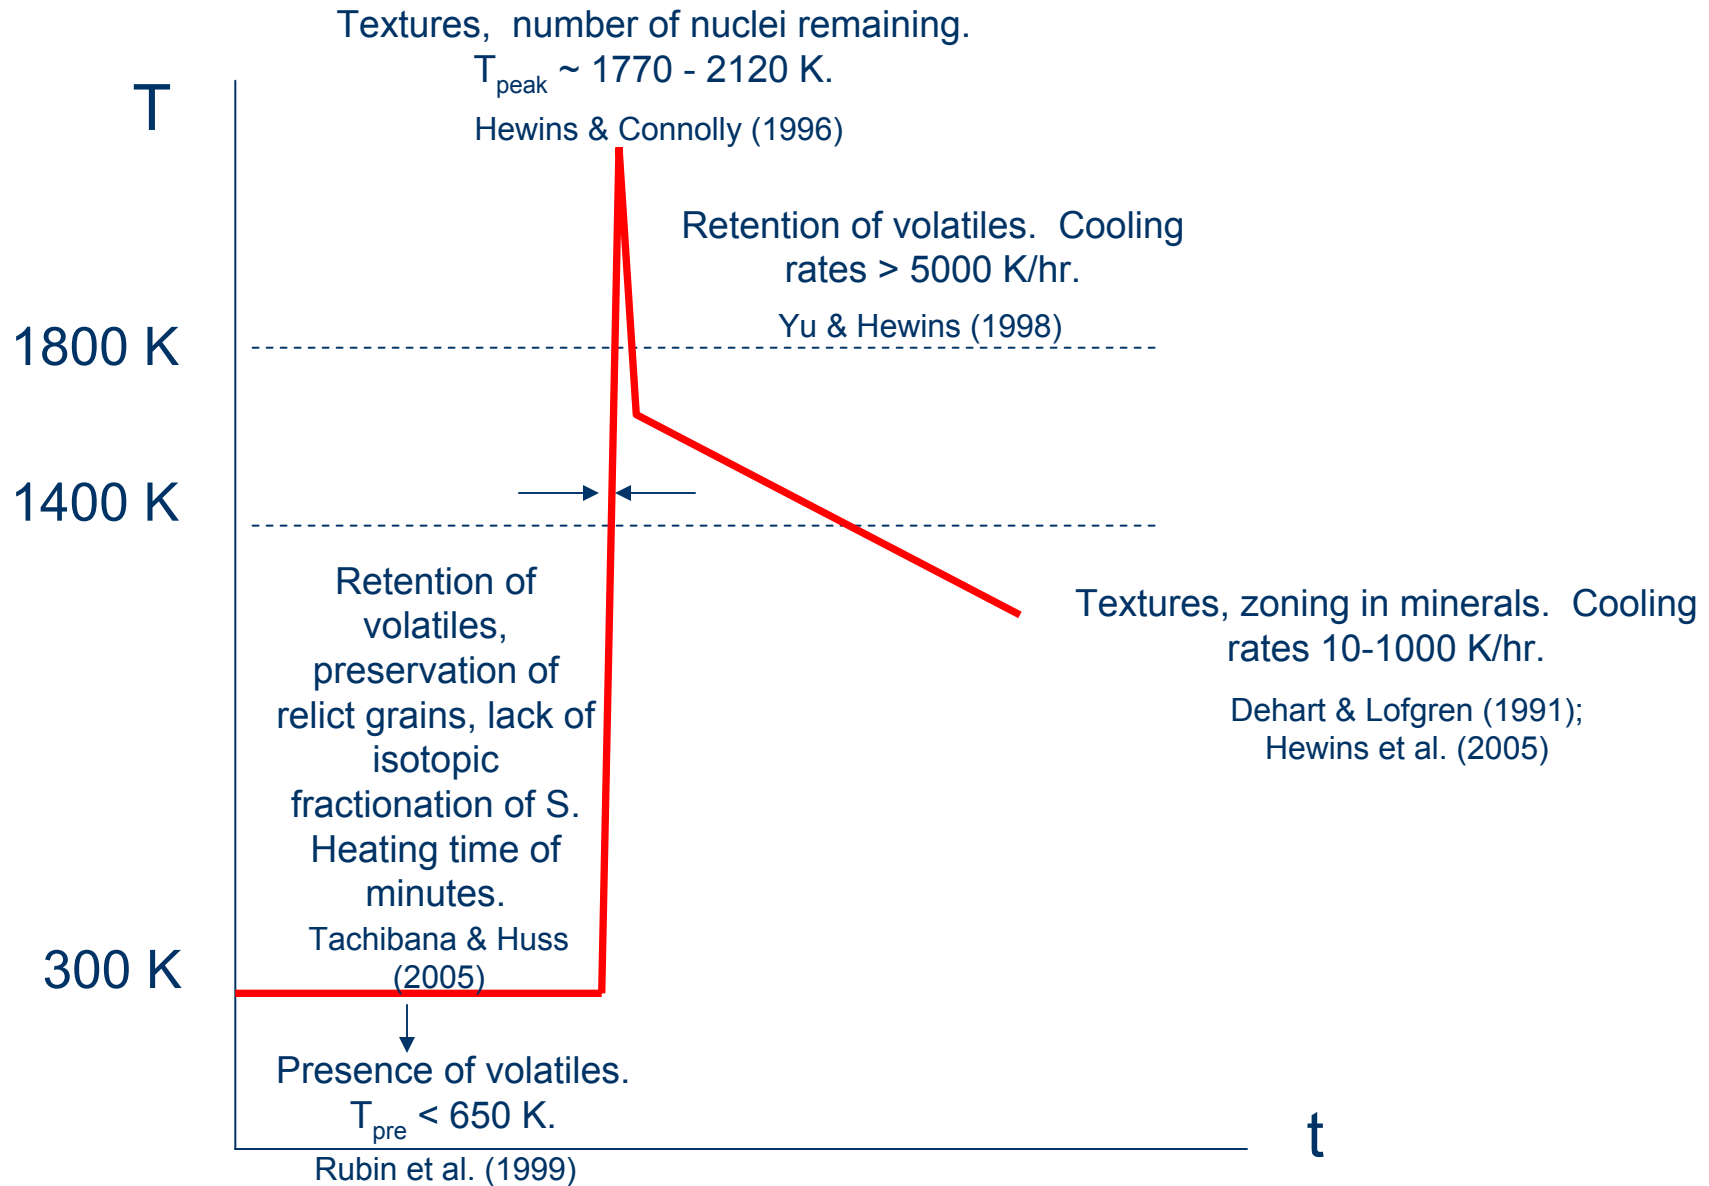 Textures, number of nuclei remaining.
Tpeak ~ 1770 - 2120 K.
Hewins & Connolly (1996)
T
Retention of volatiles. Cooling
rates > 5000 K/hr.
Yu & Hewins (1998)
1800 K
1400 K
Retention of
volatiles,
preservation of
relict grains, lack of
isotopic
fractionation of S.
Heating time of
minutes.
Tachibana & Huss
(2005)
Textures, zoning in minerals. Cooling
rates 10-1000 K/hr.
Dehart & Lofgren (1991);
Hewins et al. (2005)
300 K
Presence of volatiles.
Tpre < 650 K.
Rubin et al. (1999)
t